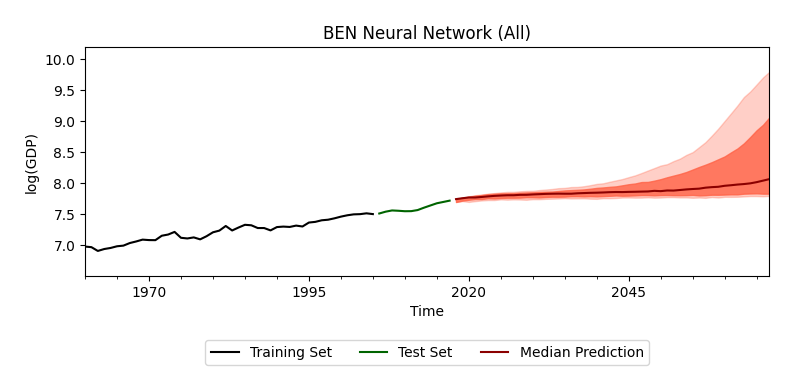 BEN Neural Network (All)
10.0
9.5
9.0
8.5
8.0
7.5
7.0
log(GDP)
1970 1995 2020 2045
Time
Training Set Test Set Median Prediction